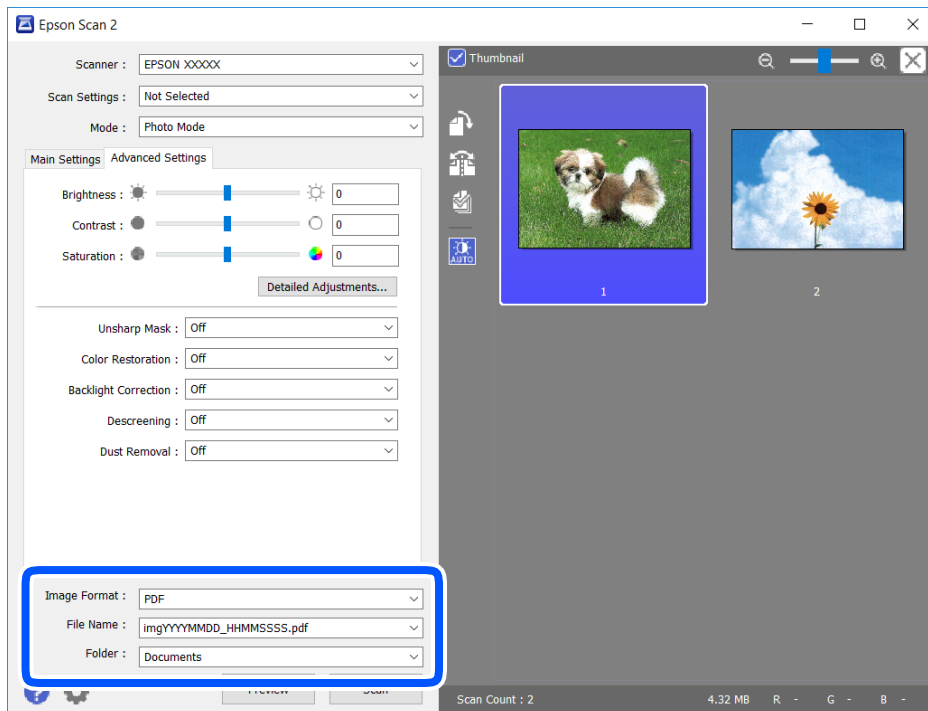 Epson Scan 2
Scanner : EPSON XXXXX
Scan Settings : Not Selected
Mode : Photo Mode
Main Settings Advanced Settings
Brightness : 0
Contrast : 0
Saturation : 0
Detailed Adjustments...
Unsharp Mask : Off
Color Restoration : Off
Backlight Correction : Off
Descreening : Off
Dust Removal : Off
Image Format : PDF
File Name : imgYYYYMMDD_HHMMSSSS.pdf
Folder : Documents
Preview Scan
Thumbnail
AUTO
1 2
Scan Count : 2 4.32 MB R - G - B -